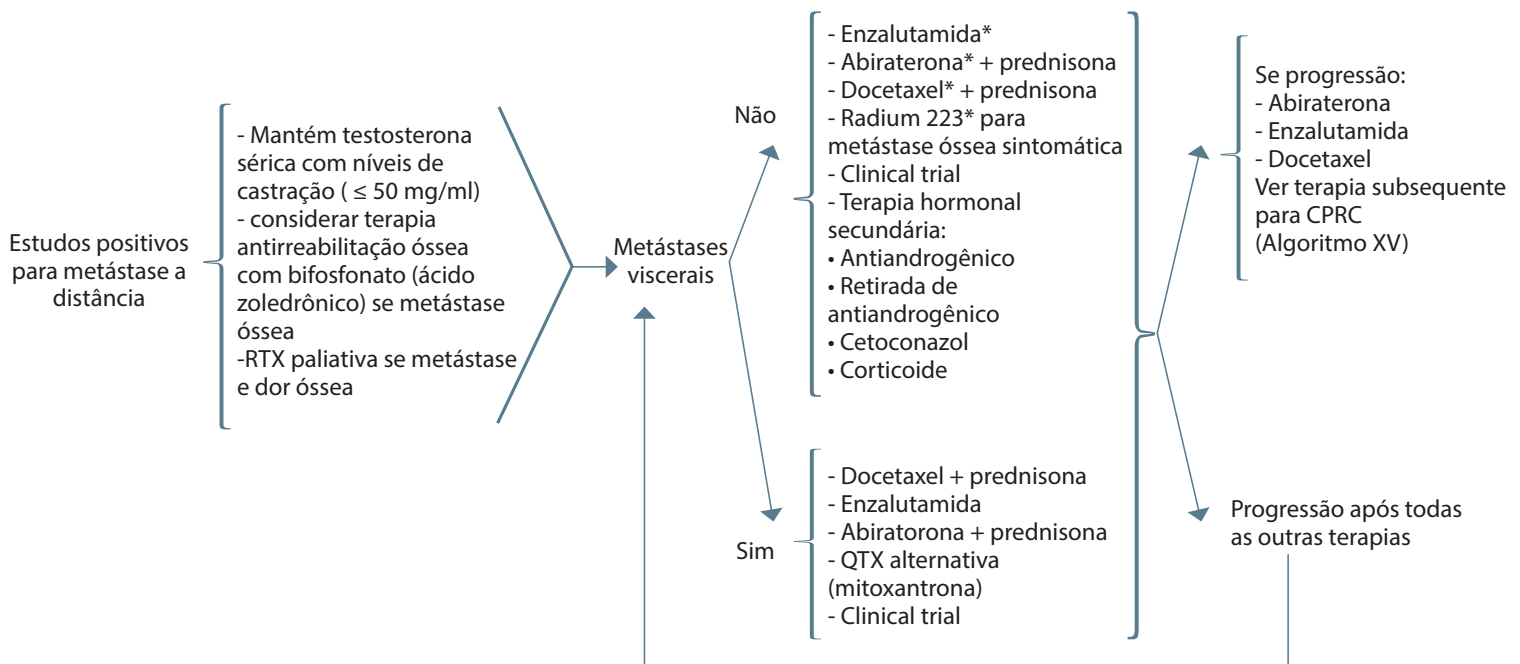 Estudos positivos
para metástase a
distância
- Mantém testosterona
sérica com níveis de
castração ( ≤ 50 mg/ml)
- considerar terapia
antirreabilitação óssea
com bifosfonato (ácido
zoledrônico) se metástase
óssea
-RTX paliativa se metástase
e dor óssea
Metástases
viscerais
Não
- Enzalutamida*
- Abiraterona* + prednisona
- Docetaxel* + prednisona
- Radium 223* para
metástase óssea sintomática
- Clinical trial
- Terapia hormonal
secundária:
• Antiandrogênico
• Retirada de
antiandrogênico
• Cetoconazol
• Corticoide
Sim
- Docetaxel + prednisona
- Enzalutamida
- Abiratorona + prednisona
- QTX alternativa
(mitoxantrona)
- Clinical trial
Se progressão:
- Abiraterona
- Enzalutamida
- Docetaxel
Ver terapia subsequente
para CPRC
(Algoritmo XV)
Progressão após todas
as outras terapias